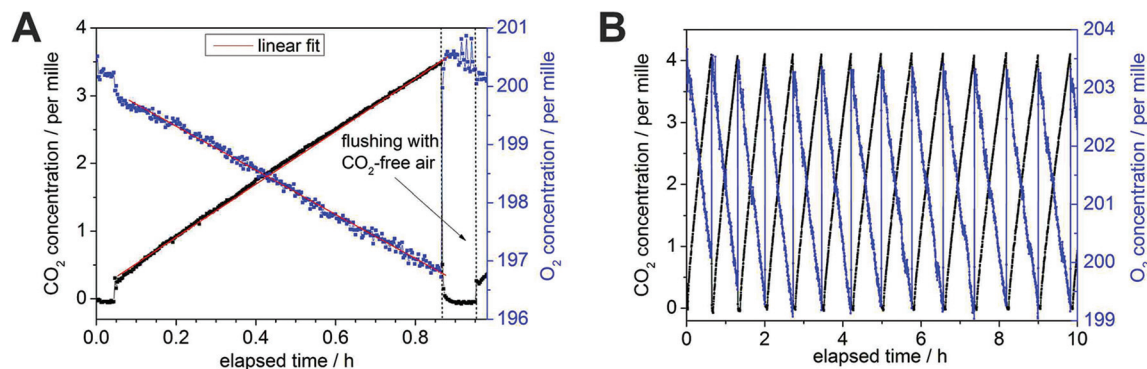 A
CO2 concentration / per mille
4
3
2
1
0
linear fit
flushing with
CO2-free air
201
200
199
198
197
196
O2 concentration / per mille
0.0 0.2 0.4 0.6 0.8
elapsed time / h
B
CO2 concentration / per mille
4
3
2
1
0
204
203
202
201
200
199
O2 concentration / per mille
0 2 4 6 8 10
elapsed time / h